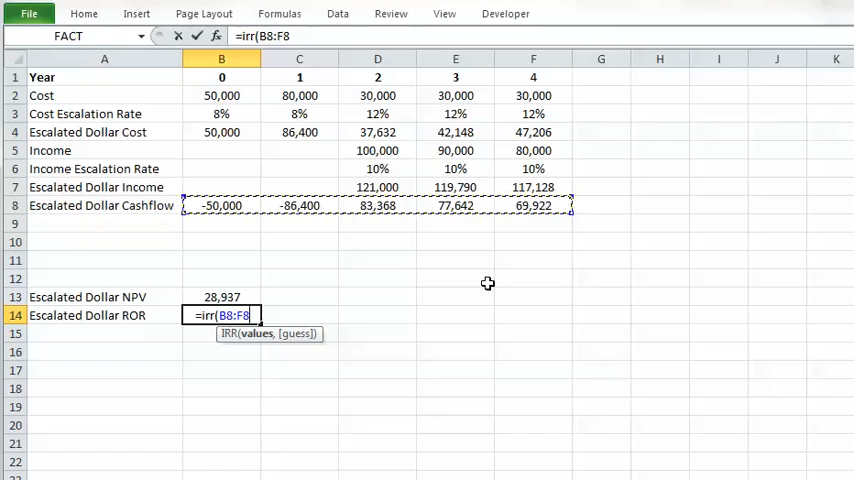 File Home Insert Page Layout Formulas Data Review View Developer
FACT =irr(B8:F8
A B C D E F G H I J K
1 Year 0 1 2 3 4
2 Cost 50,000 80,000 30,000 30,000 30,000
3 Cost Escalation Rate 8% 8% 12% 12% 12%
4 Escalated Dollar Cost 50,000 86,400 37,632 42,148 47,206
5 Income 100,000 90,000 80,000
6 Income Escalation Rate 10% 10% 10%
7 Escalated Dollar Income 121,000 119,790 117,128
8 Escalated Dollar Cashflow -50,000 -86,400 83,368 77,642 69,922
9
10
11
12
13 Escalated Dollar NPV 28,937
14 Escalated Dollar ROR =irr(B8:F8
15 IRR(values, [guess])
16
17
18
19
20
21
22